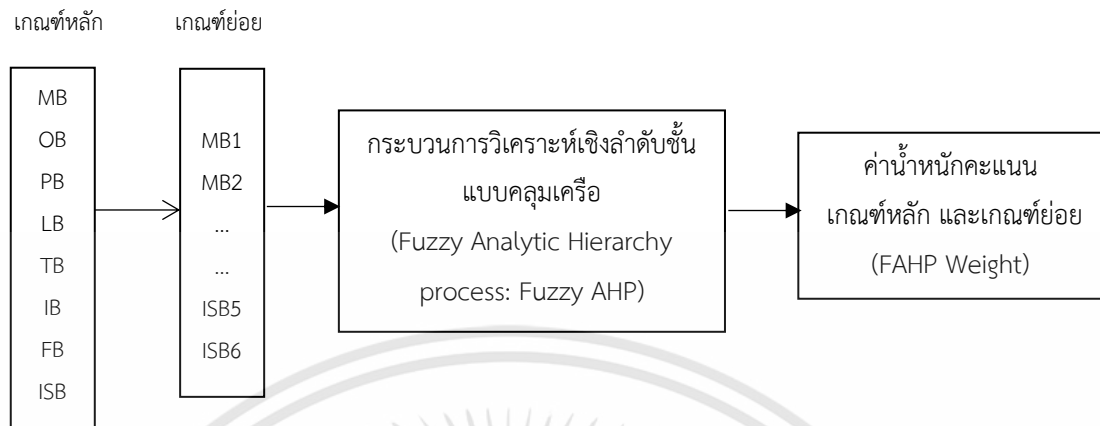 เกณฑ์หลัก
เกณฑ์ย่อย
MB
OB
PB
LB
TB
IB
FB
ISB
MB1
MB2
...
...
ISB5
ISB6
กระบวนการวิเคราะห์เชิงลำดับชั้น
แบบคลุมเครือ
(Fuzzy Analytic Hierarchy
process: Fuzzy AHP)
ค่าน้ำหนักคะแนน
เกณฑ์หลัก และเกณฑ์ย่อย
(FAHP Weight)